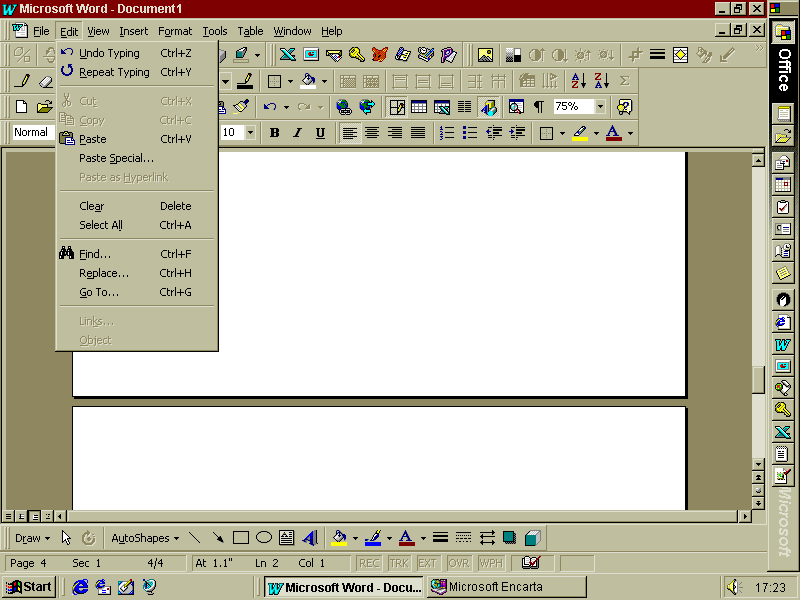 Microsoft Word - Document1
File Edit View Insert Format Tools Table Window Help
Undo Typing Ctrl+Z
Repeat Typing Ctrl+Y
Cut Ctrl+X
Copy Ctrl+C
Paste Ctrl+V
Paste Special...
Paste as Hyperlink
Clear Delete
Select All Ctrl+A
Find... Ctrl+F
Replace... Ctrl+H
Go To... Ctrl+G
Links...
Object
75%
Normal 10 B I U
Office
Microsoft
Draw AutoShapes
Page 4 Sec 1 4/4 At 1.1" Ln 2 Col 1 REC TRK EXT OVR WPH
Start Microsoft Word - Docu... Microsoft Encarta 17:23